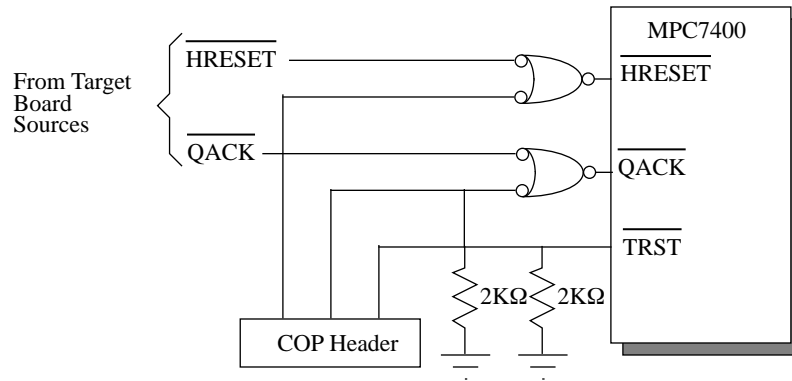 MPC7400
HRESET
HRESET
From Target
Board
Sources
QACK
QACK
TRST
2KΩ
2KΩ
COP Header